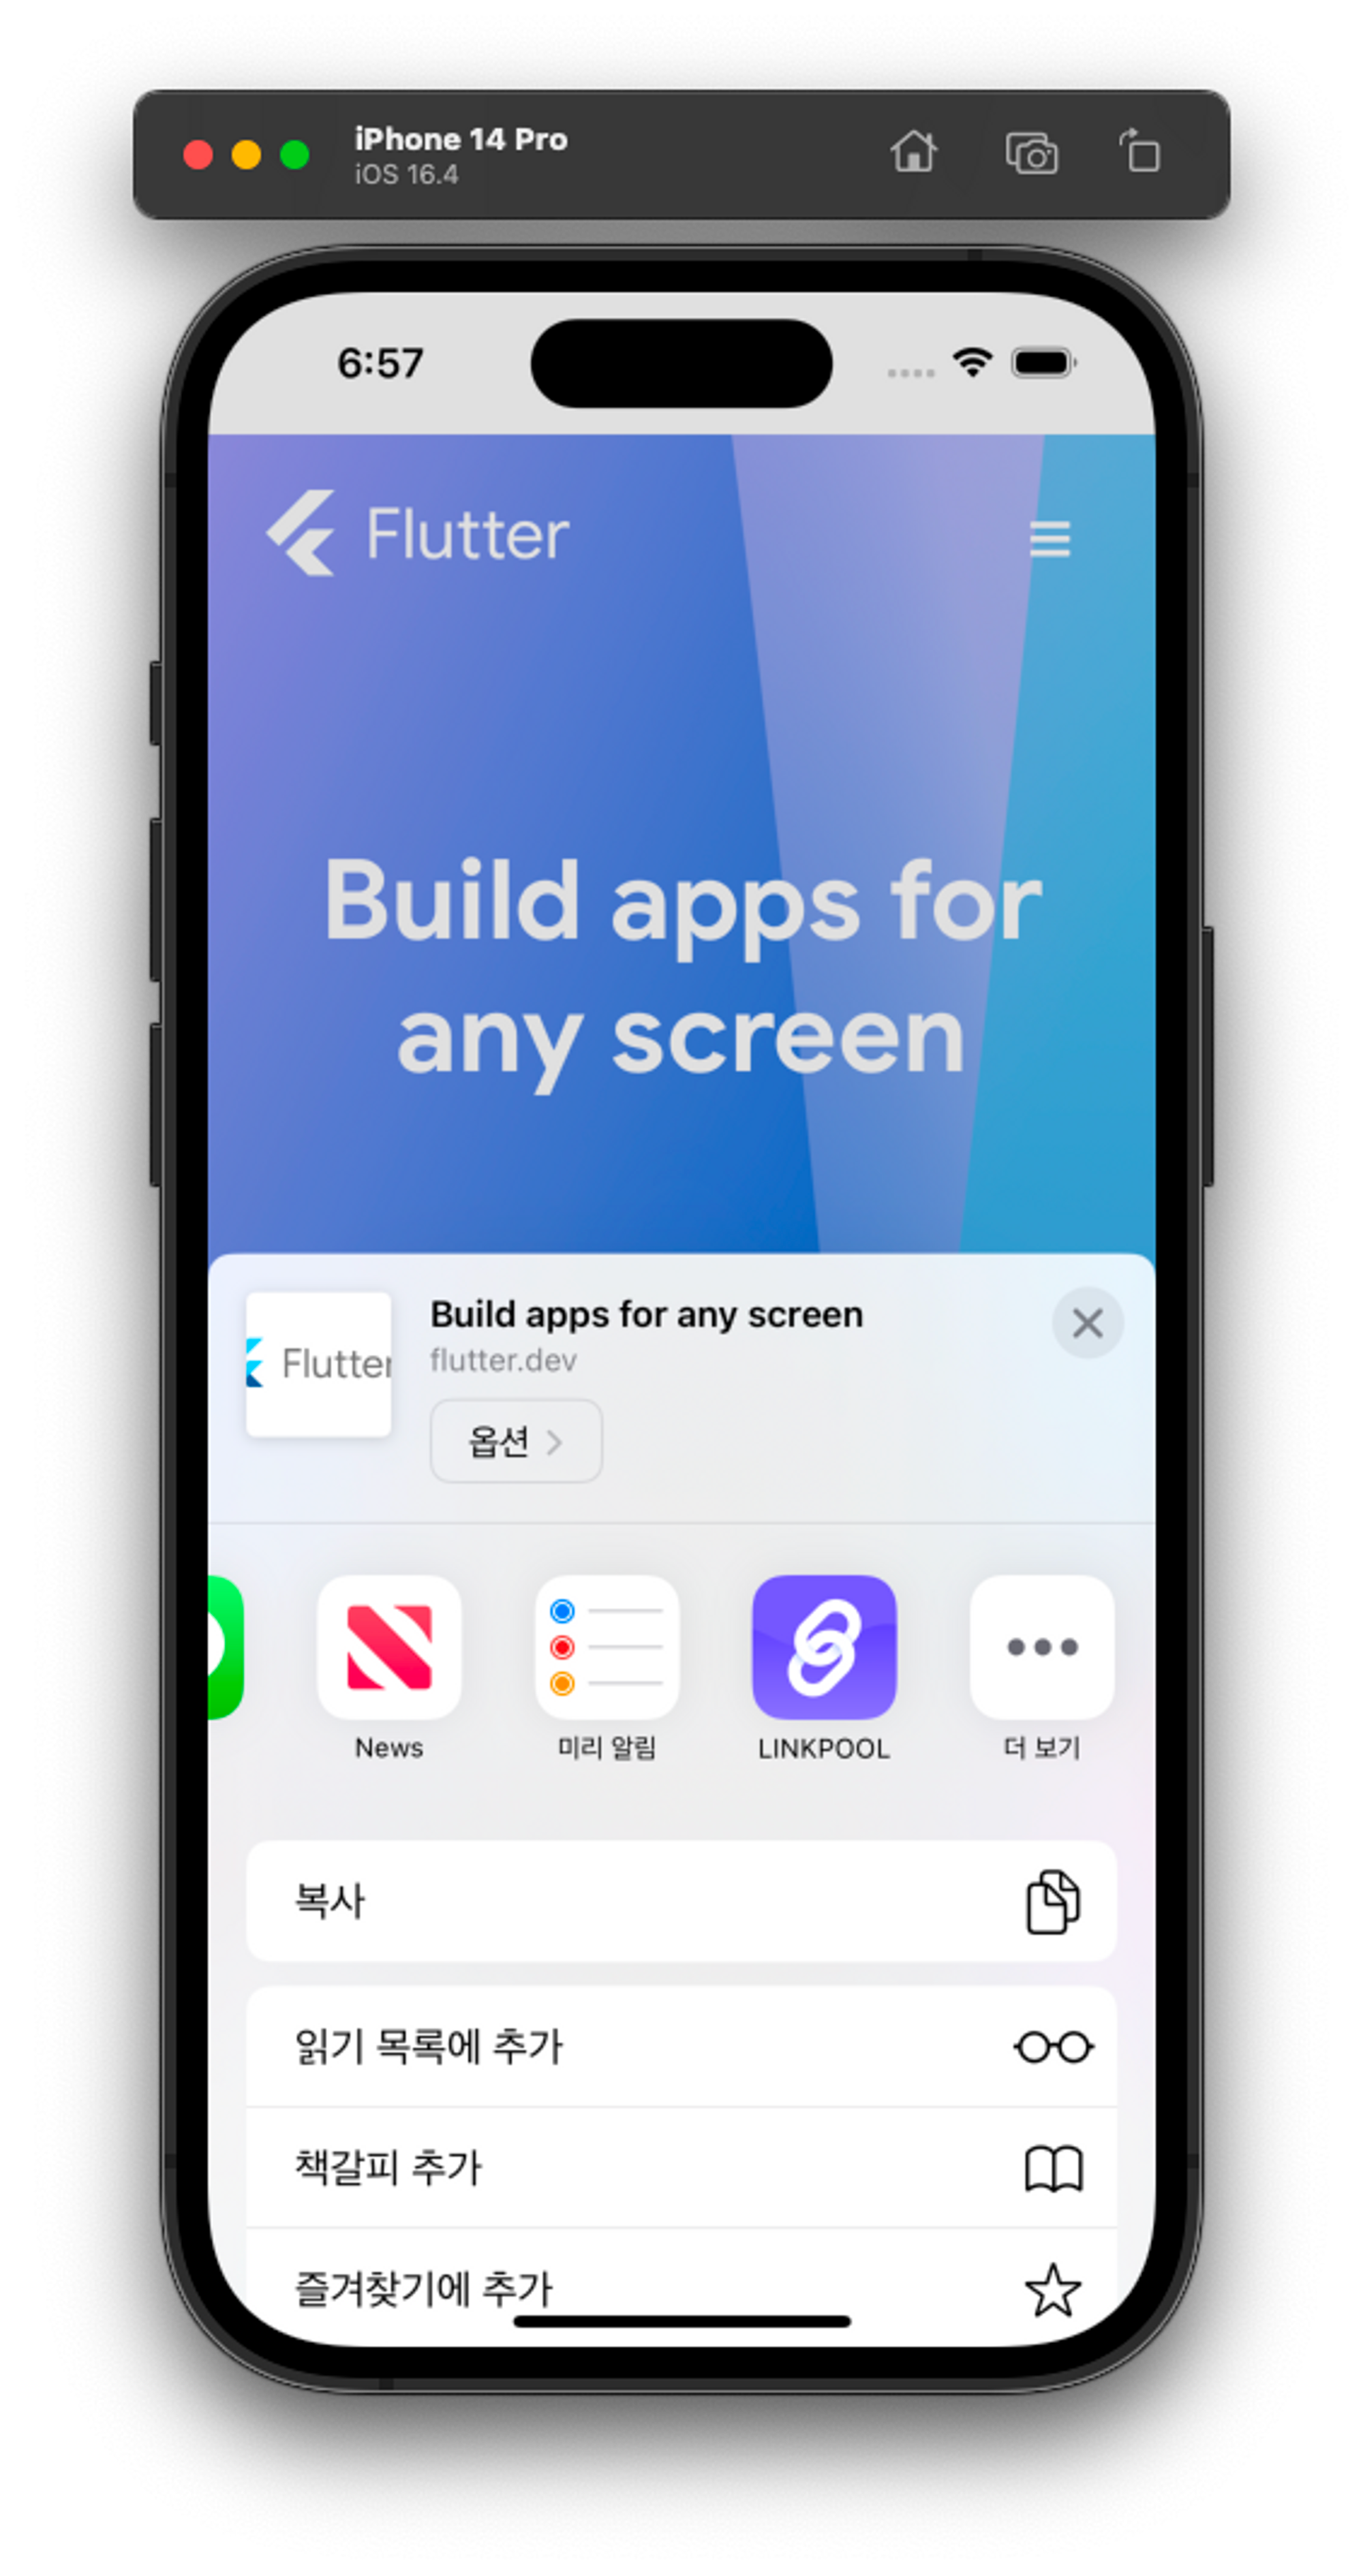 iPhone 14 Pro
iOS 16.4
6:57
Flutter
Build apps for
any screen
Flutter
Build apps for any screen
flutter.dev
옵션
News
미리 알림
LINKPOOL
더 보기
복사
읽기 목록에 추가
책갈피 추가
즐겨찾기에 추가